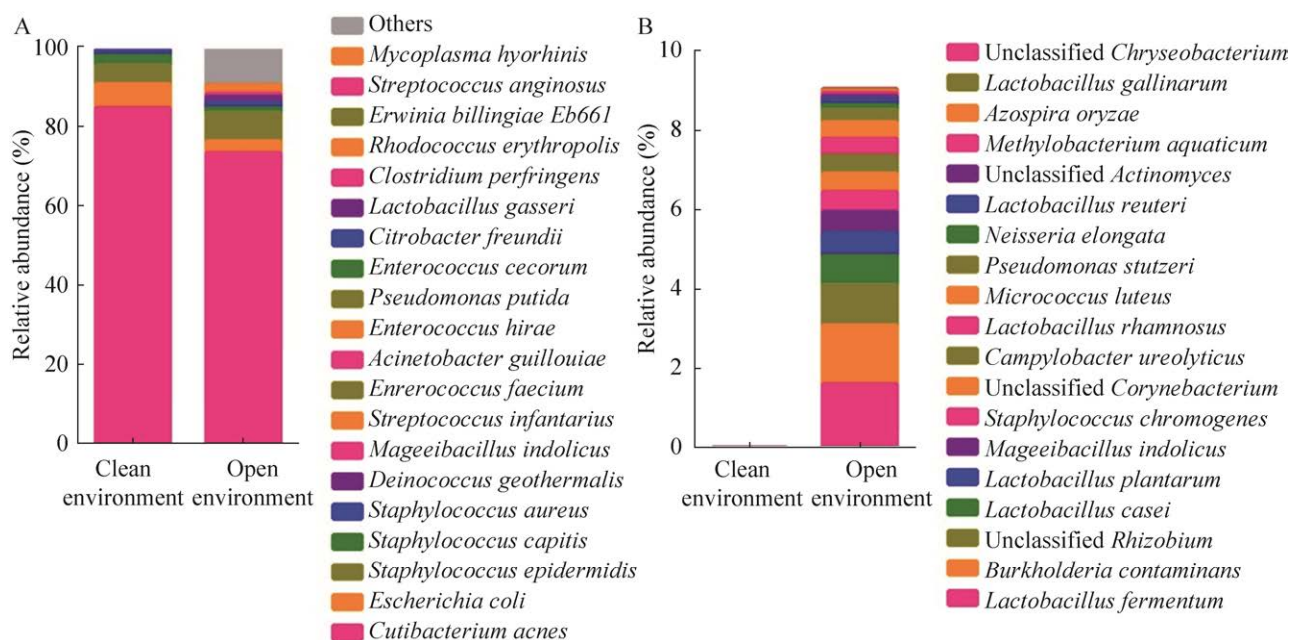 A
Relative abundance (%)
100
80
60
40
20
0
Clean
environment
Open
environment
Others
Mycoplasma hyorhinis
Streptococcus anginosus
Erwinia billingiae Eb661
Rhodococcus erythropolis
Clostridium perfringens
Lactobacillus gasseri
Citrobacter freundii
Enterococcus cecorum
Pseudomonas putida
Enterococcus hirae
Acinetobacter guillouiae
Enrerococcus faecium
Streptococcus infantarius
Mageeibacillus indolicus
Deinococcus geothermalis
Staphylococcus aureus
Staphylococcus capitis
Staphylococcus epidermidis
Escherichia coli
Cutibacterium acnes
B
Relative abundance (%)
10
8
6
4
2
0
Clean
environment
Open
environment
Unclassified Chryseobacterium
Lactobacillus gallinarum
Azospira oryzae
Methylobacterium aquaticum
Unclassified Actinomyces
Lactobacillus reuteri
Neisseria elongata
Pseudomonas stutzeri
Micrococcus luteus
Lactobacillus rhamnosus
Campylobacter ureolyticus
Unclassified Corynebacterium
Staphylococcus chromogenes
Mageeibacillus indolicus
Lactobacillus plantarum
Lactobacillus casei
Unclassified Rhizobium
Burkholderia contaminans
Lactobacillus fermentum